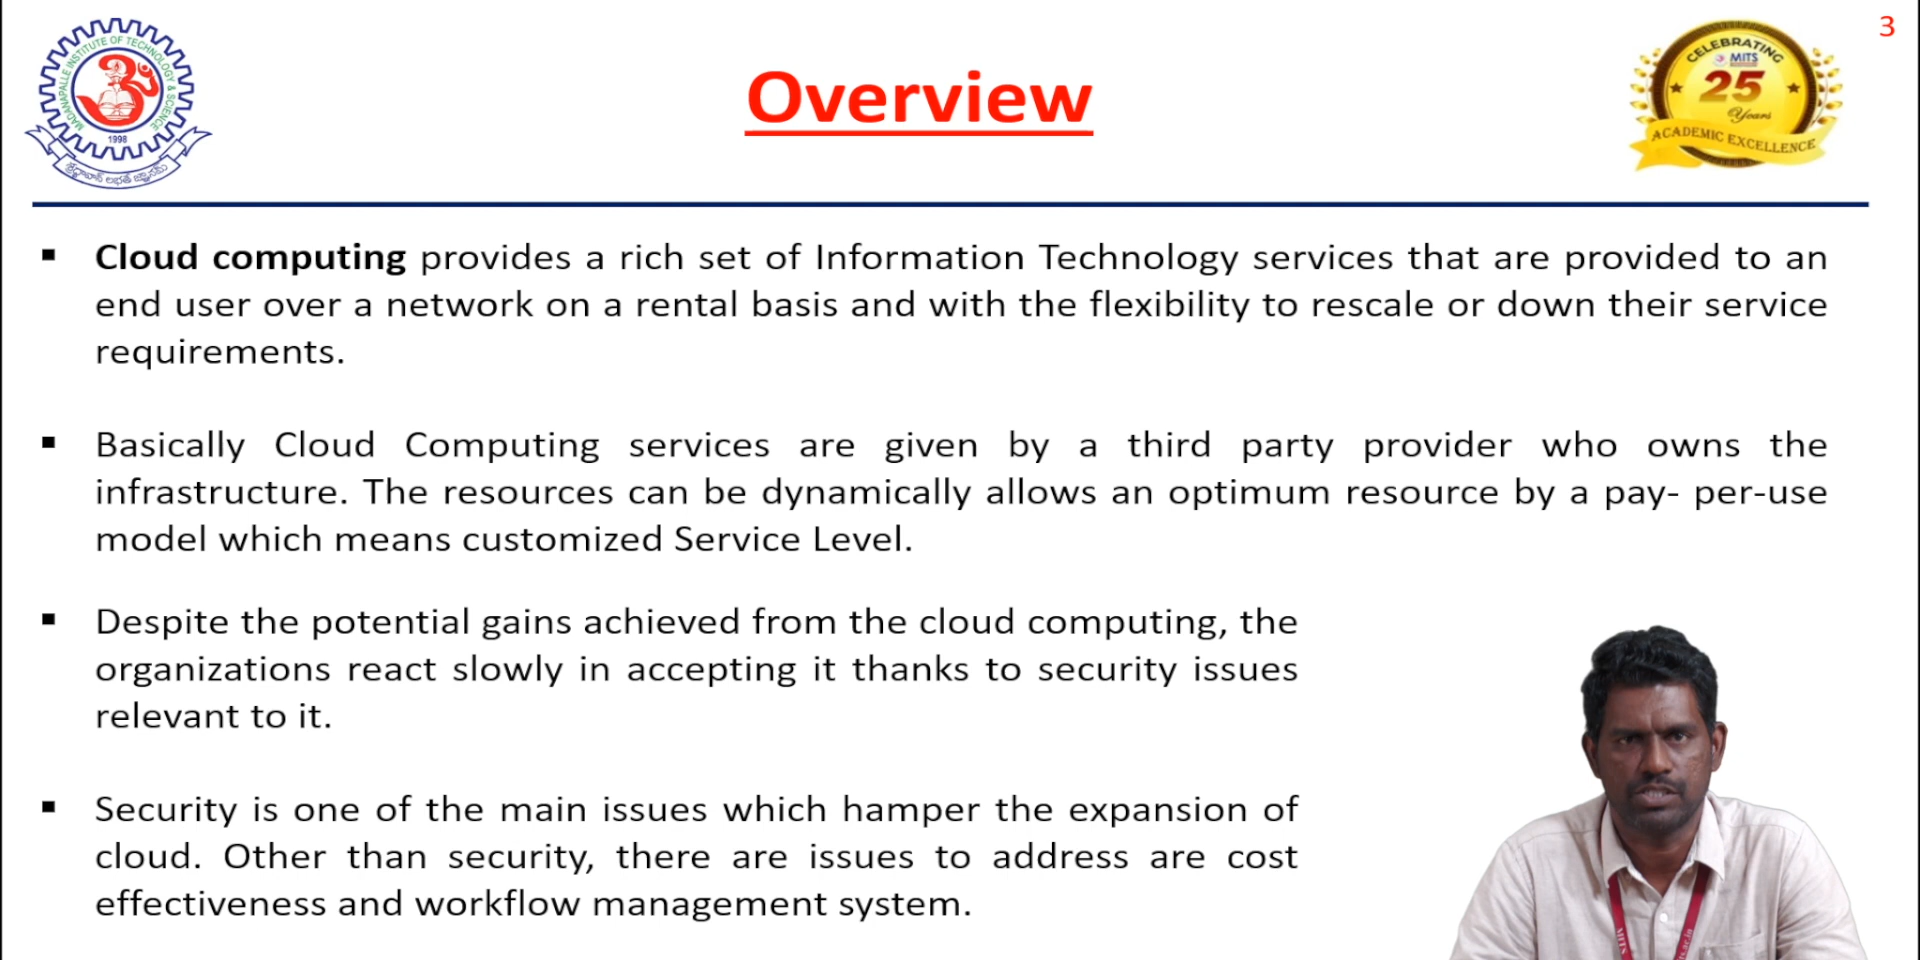 3
MADANAPALLE INSTITUTE OF TECHNOLOGY & SCIENCE
1998
Overview
CELEBRATING
MITS
25
Years
ACADEMIC EXCELLENCE
▪ Cloud computing provides a rich set of Information Technology services that are provided to an
end user over a network on a rental basis and with the flexibility to rescale or down their service
requirements.
▪ Basically Cloud Computing services are given by a third party provider who owns the
infrastructure. The resources can be dynamically allows an optimum resource by a pay- per-use
model which means customized Service Level.
▪ Despite the potential gains achieved from the cloud computing, the
organizations react slowly in accepting it thanks to security issues
relevant to it.
▪ Security is one of the main issues which hamper the expansion of
cloud. Other than security, there are issues to address are cost
effectiveness and workflow management system.